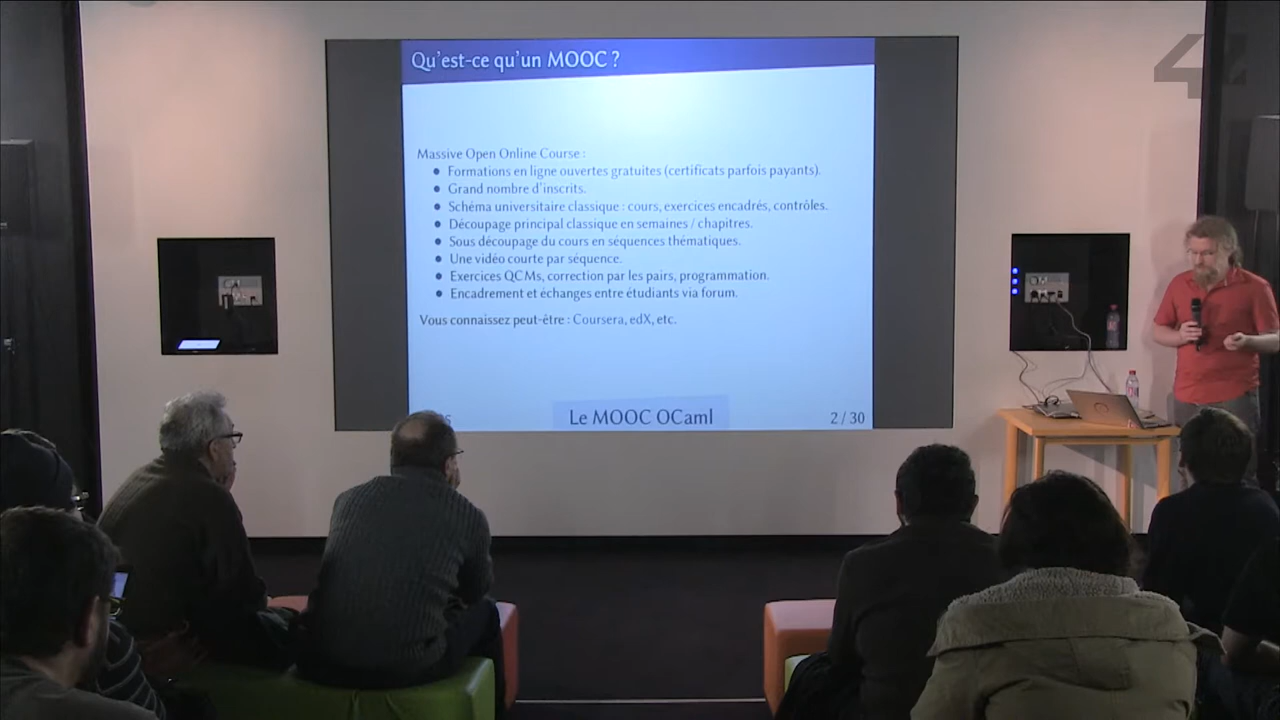 Qu'est-ce qu'un MOOC ?
Massive Open Online Course :
• Formations en ligne ouvertes gratuites (certificats parfois payants).
• Grand nombre d'inscrits.
• Schéma universitaire classique : cours, exercices encadrés, contrôles.
• Découpage principal classique en semaines / chapitres.
• Sous découpage du cours en séquences thématiques.
• Une vidéo courte par séquence.
• Exercices QCMs, correction par les pairs, programmation.
• Encadrement et échanges entre étudiants via forum.
Vous connaissez peut-être : Coursera, edX, etc.
Le MOOC OCaml
2 / 30
42